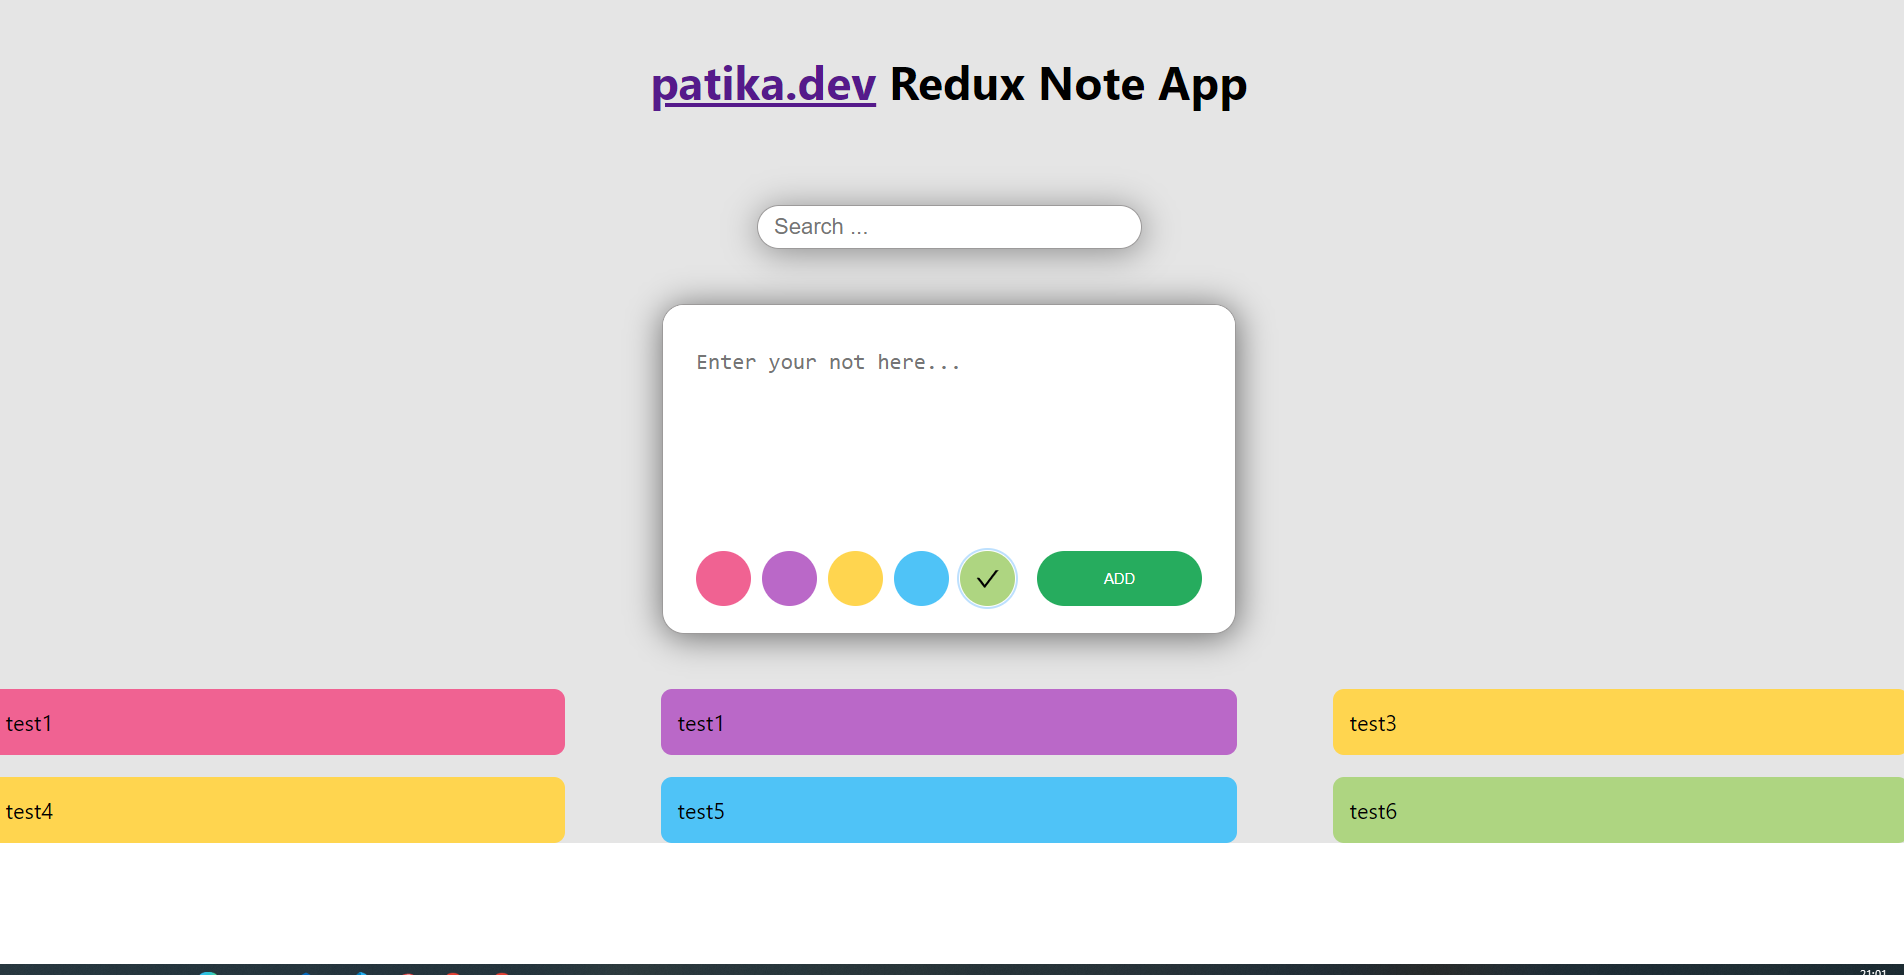 patika.dev Redux Note App
Search ...
Enter your not here...
ADD
test1 test1 test3
test4 test5 test6